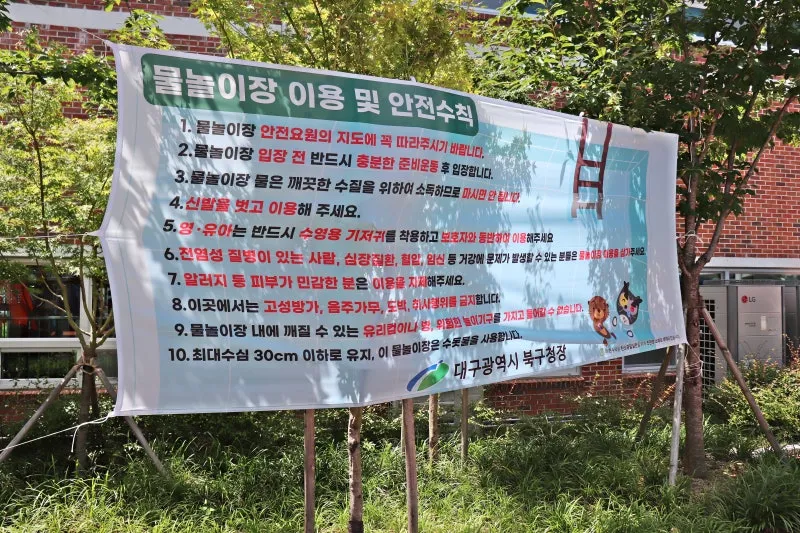 물놀이장 이용 및 안전수칙
1. 물놀이장 안전요원의 지도에 꼭 따라주시기 바랍니다.
2. 물놀이장 입장 전 반드시 충분한 준비운동 후 입장합니다.
3. 물놀이장 물은 깨끗한 수질을 위하여 소독하므로 마시면 안 됩니다.
4. 신발을 벗고 이용해 주세요.
5. 영·유아는 반드시 수영용 기저귀를 착용하고 보호자와 동반하여 이용해주세요
6. 전염성 질병이 있는 사람, 심장질환, 혈압, 임신 등 거강에 문제가 발생할 수 있는 분들은 물놀이장 이용을 삼가주세요.
7. 알러지 등 피부가 민감한 분은 이용을 자제해주세요.
8. 이곳에서는 고성방가, 음주가무, 도박, 취사행위를 금지합니다.
9. 물놀이장 내에 깨질 수 있는 유리컵이나 병, 위험한 놀이기구를 가지고 들어갈 수 없습니다.
10. 최대수심 30cm 이하로 유지, 이 물놀이장은 수돗물을 사용합니다.
대구광역시 북구청장
LG